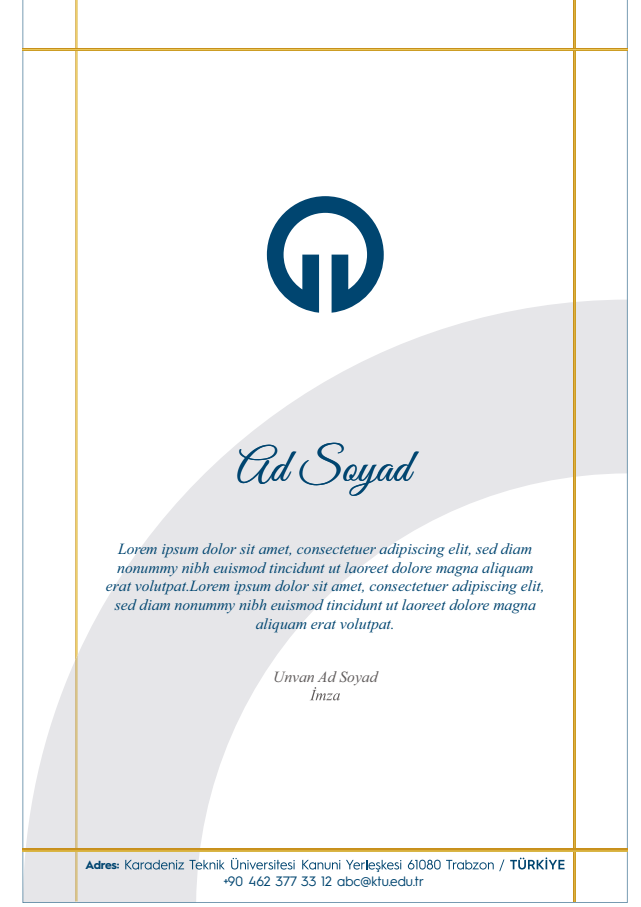 Ad Soyad
Lorem ipsum dolor sit amet, consectetuer adipiscing elit, sed diam
nonummy nibh euismod tincidunt ut laoreet dolore magna aliquam
erat volutpat.Lorem ipsum dolor sit amet, consectetuer adipiscing elit,
sed diam nonummy nibh euismod tincidunt ut laoreet dolore magna
aliquam erat volutpat.
Unvan Ad Soyad
İmza
Adres: Karadeniz Teknik Üniversitesi Kanuni Yerleşkesi 61080 Trabzon / TÜRKİYE
+90 462 377 33 12 abc@ktu.edu.tr